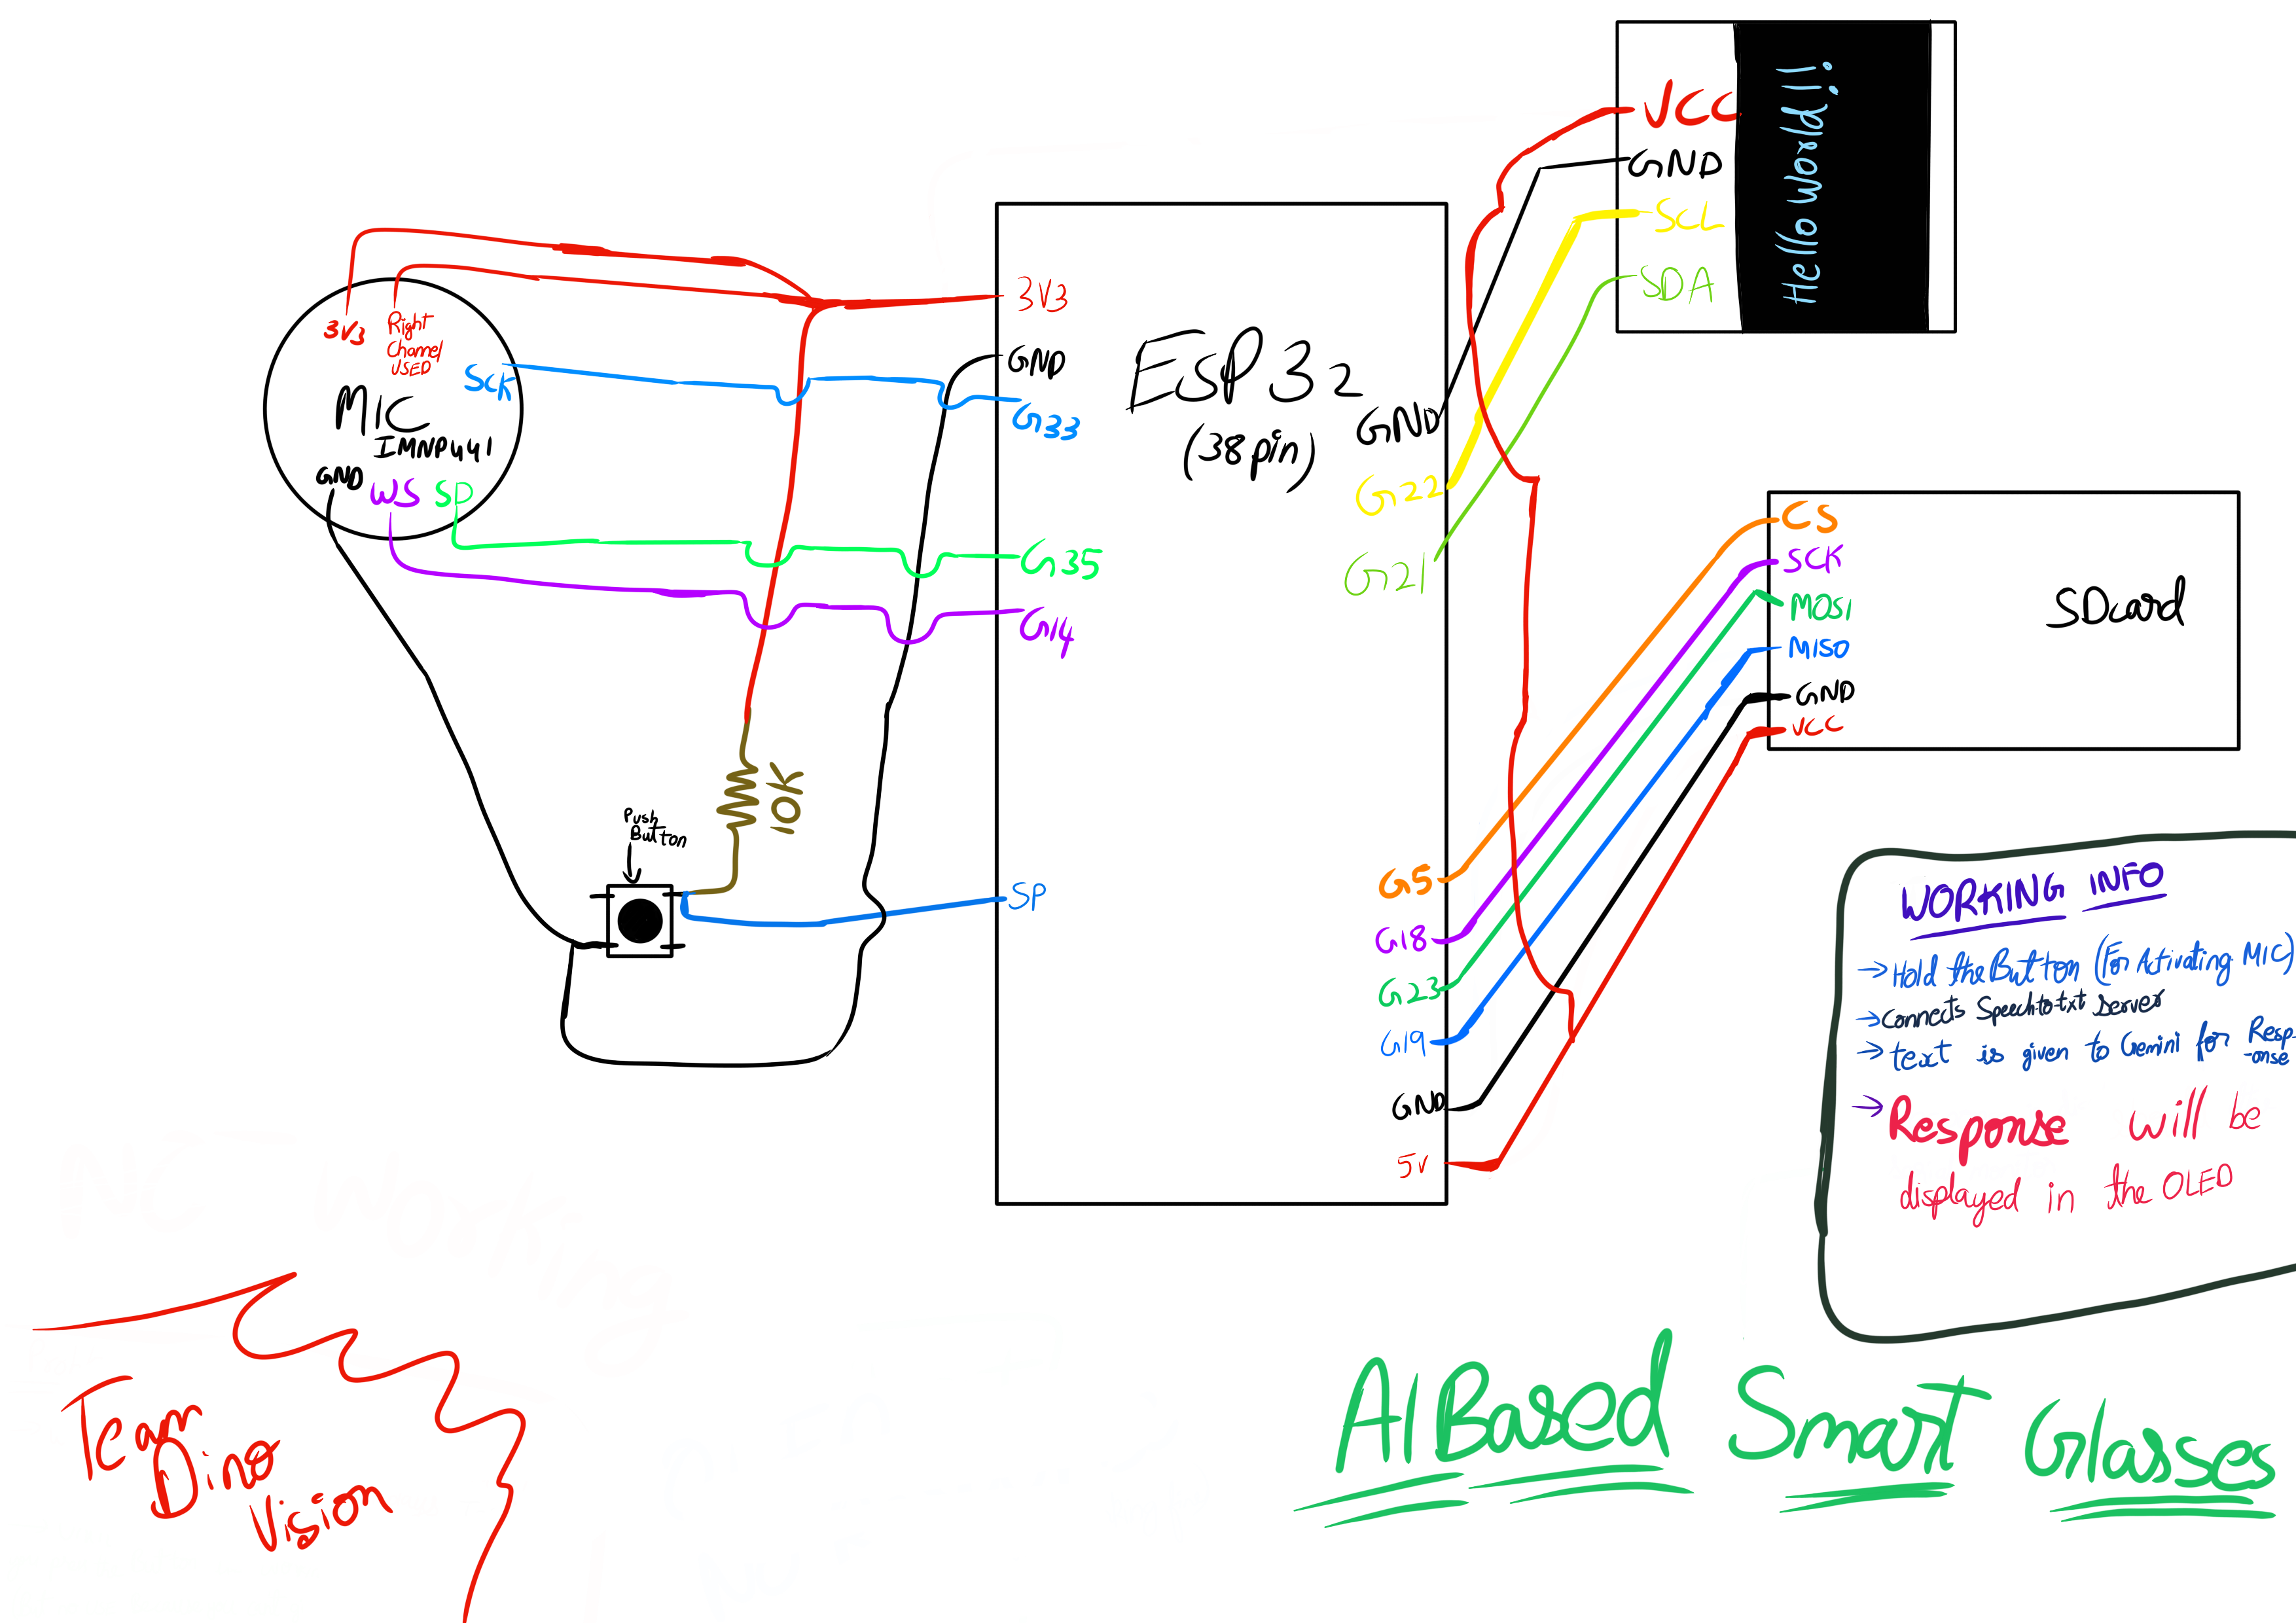 VCC
GND
SCL
SDA
Hello World!!
3V3
Right
Channel
USED
SCK
MIC
IMNP441
GND
WS
SD
3V3
GND
G33
G35
G14
SP
ESP32
(38pin)
GND
G22
G21
G5
G18
G23
G19
GND
5V
CS
SCK
MOSI
MISO
GND
VCC
SDcard
10K
Push
Button
WORKING INFO
→ Hold the Button (For Activating MIC)
→ Connects Speech to txt Server
→ text is given to Gemini for Resp-
-onse
→ Response will be
displayed in the OLED
Team
Dino
Vision
AI Based Smart Glasses